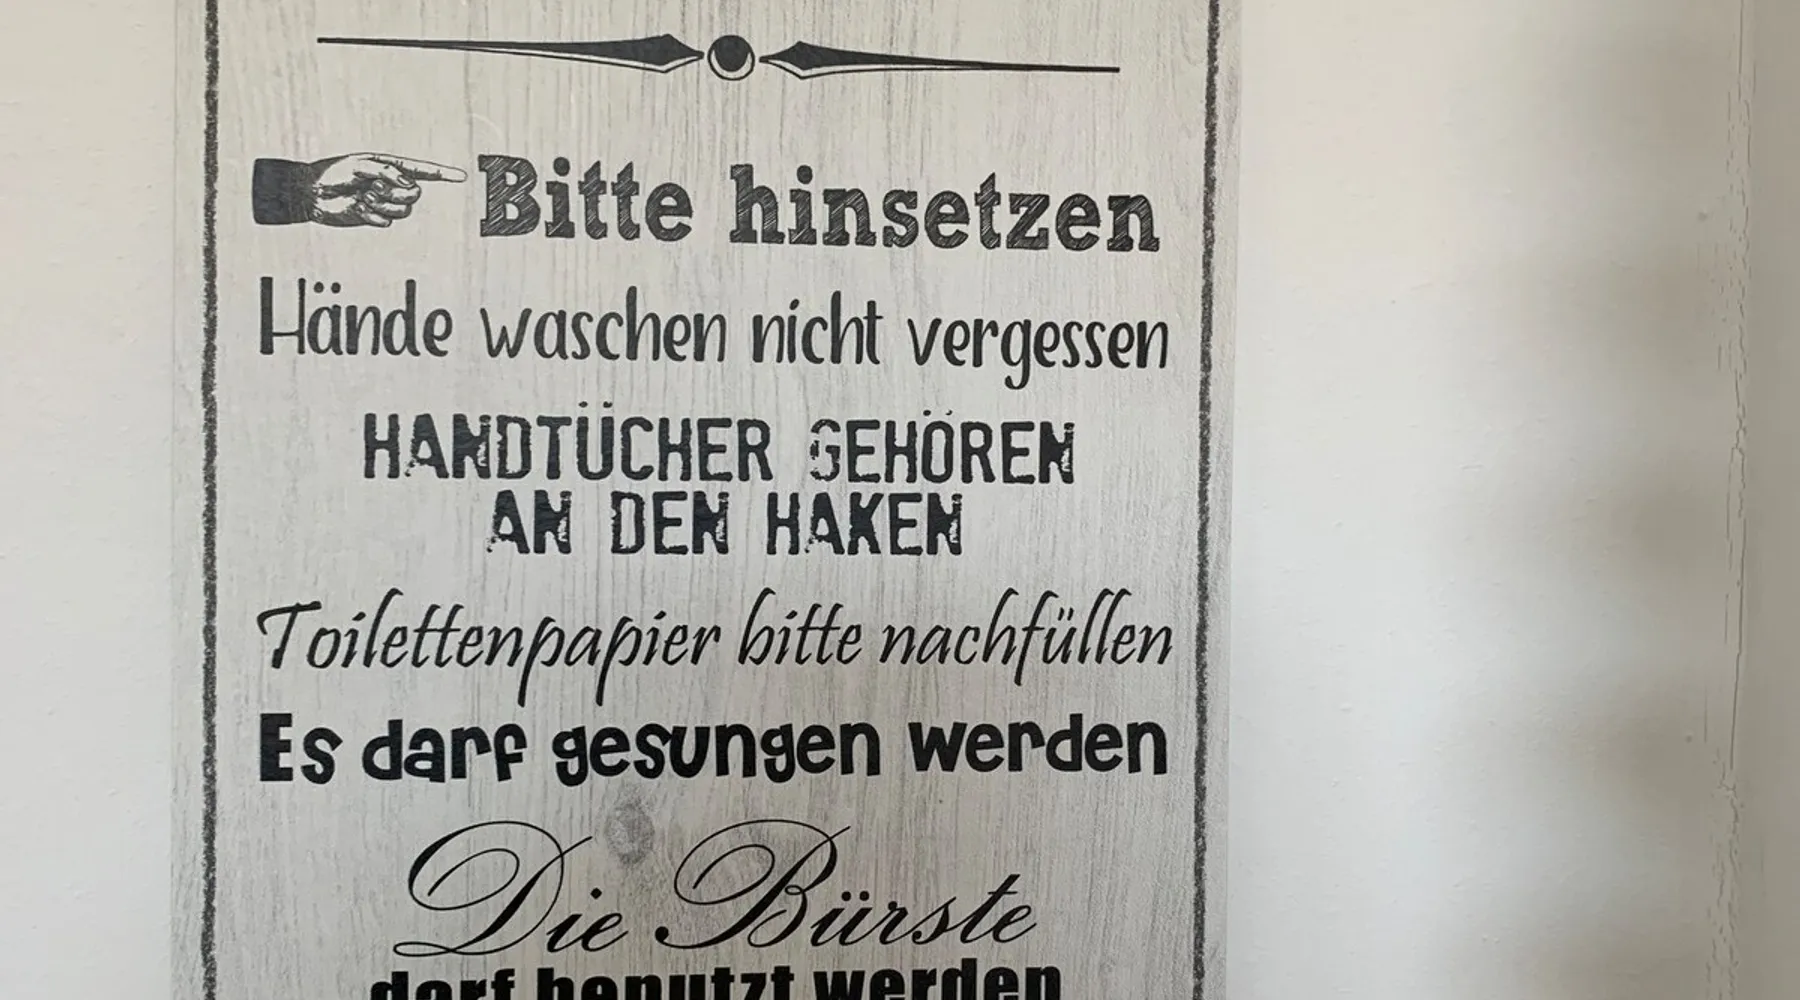 Bitte hinsetzen
Hände waschen nicht vergessen
HANDTÜCHER GEHÖREN
AN DEN HAKEN
Toilettenpapier bitte nachfüllen
Es darf gesungen werden
Die Bürste
darf benutzt werden